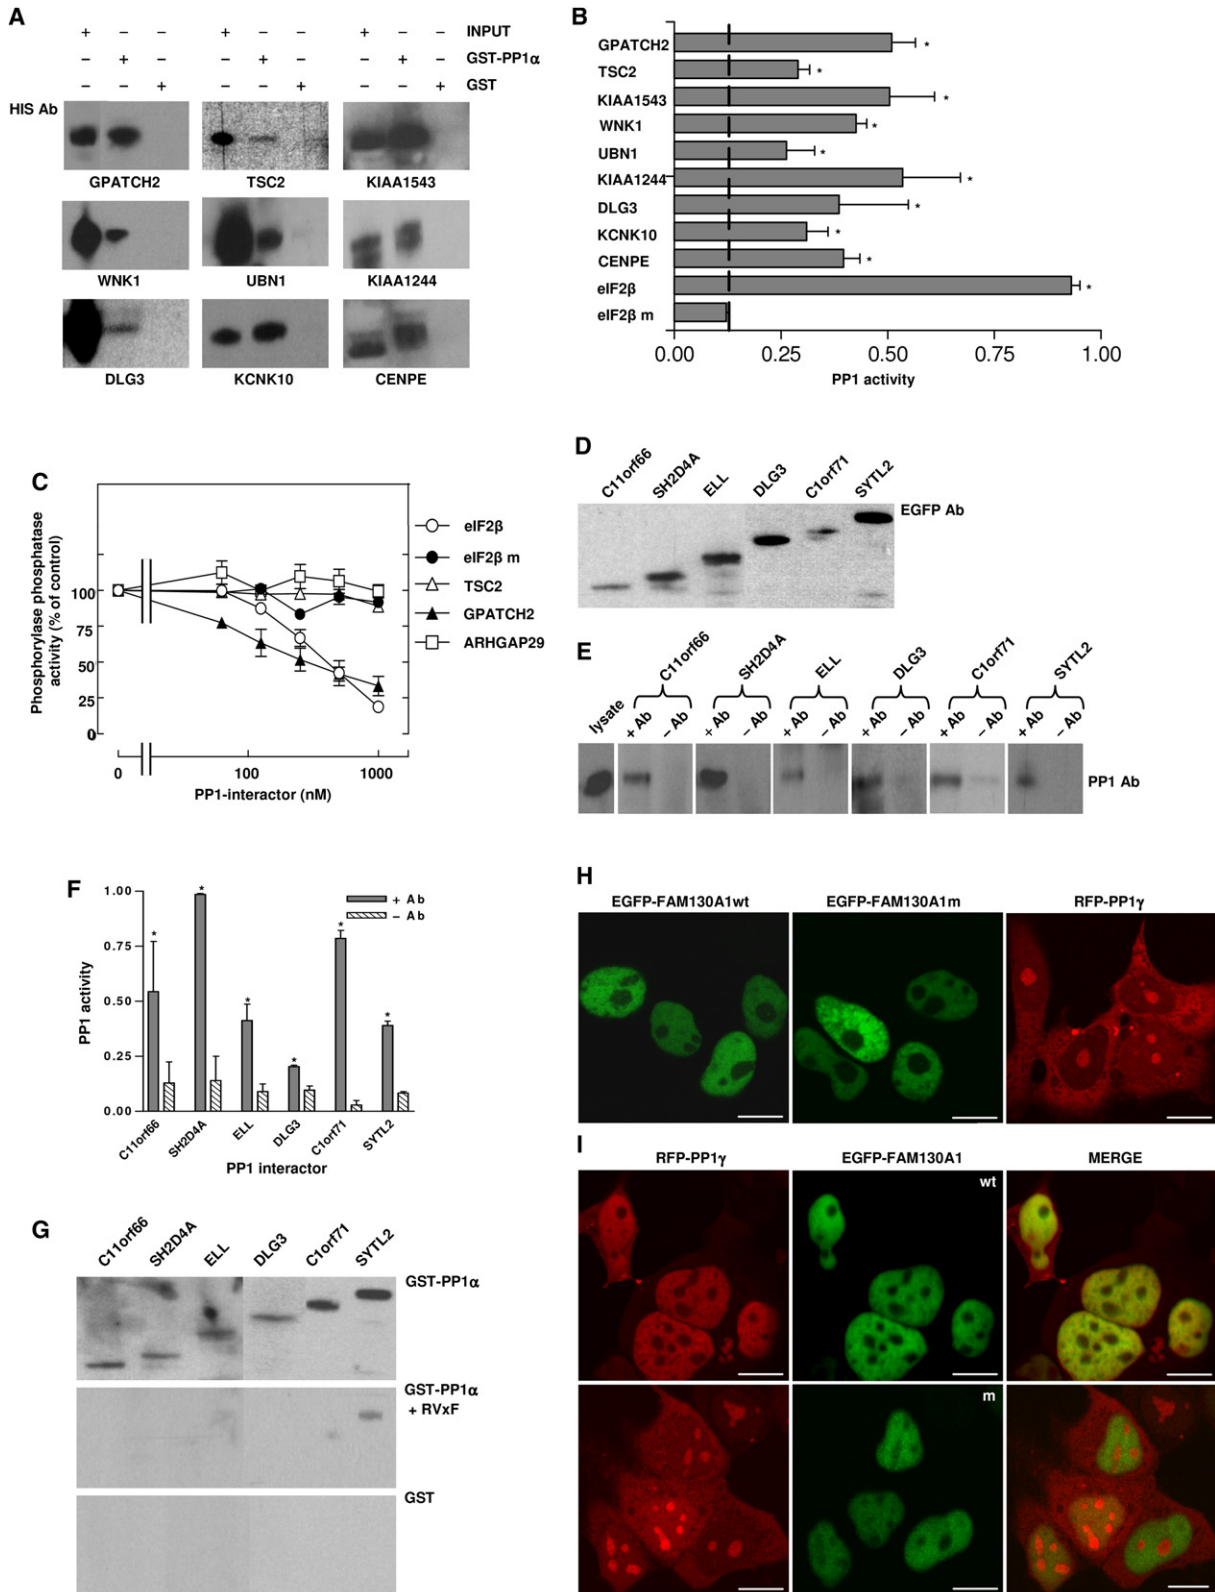 A
+ − − + − − + − − INPUT
− + − − + − − + − GST-PP1α
− − + − − + − − + GST
HIS Ab
GPATCH2 TSC2 KIAA1543
WNK1 UBN1 KIAA1244
DLG3 KCNK10 CENPE
B
GPATCH2 *
TSC2 *
KIAA1543 *
WNK1 *
UBN1 *
KIAA1244 *
DLG3 *
KCNK10 *
CENPE *
eIF2β *
eIF2β m
0.00 0.25 0.50 0.75 1.00
PP1 activity
C
Phosphorylase phosphatase
activity (% of control)
100
75
50
25
0
0 100 1000
PP1-interactor (nM)
eIF2β
eIF2β m
TSC2
GPATCH2
ARHGAP29
D
C11orf66 SH2D4A ELL DLG3 C1orf71 SYTL2
EGFP Ab
E
C11orf66 SH2D4A ELL DLG3 C1orf71 SYTL2
lysate + Ab − Ab + Ab − Ab + Ab − Ab + Ab − Ab + Ab − Ab + Ab − Ab
PP1 Ab
F
PP1 activity
1.00
0.75
0.50
0.25
0.00
* * * * * *
+ Ab
− Ab
C11orf66 SH2D4A ELL DLG3 C1orf71 SYTL2
PP1 interactor
G
C11orf66 SH2D4A ELL DLG3 C1orf71 SYTL2
GST-PP1α
GST-PP1α
+ RVxF
GST
H
EGFP-FAM130A1wt EGFP-FAM130A1m RFP-PP1γ
I
RFP-PP1γ EGFP-FAM130A1 MERGE
wt
m